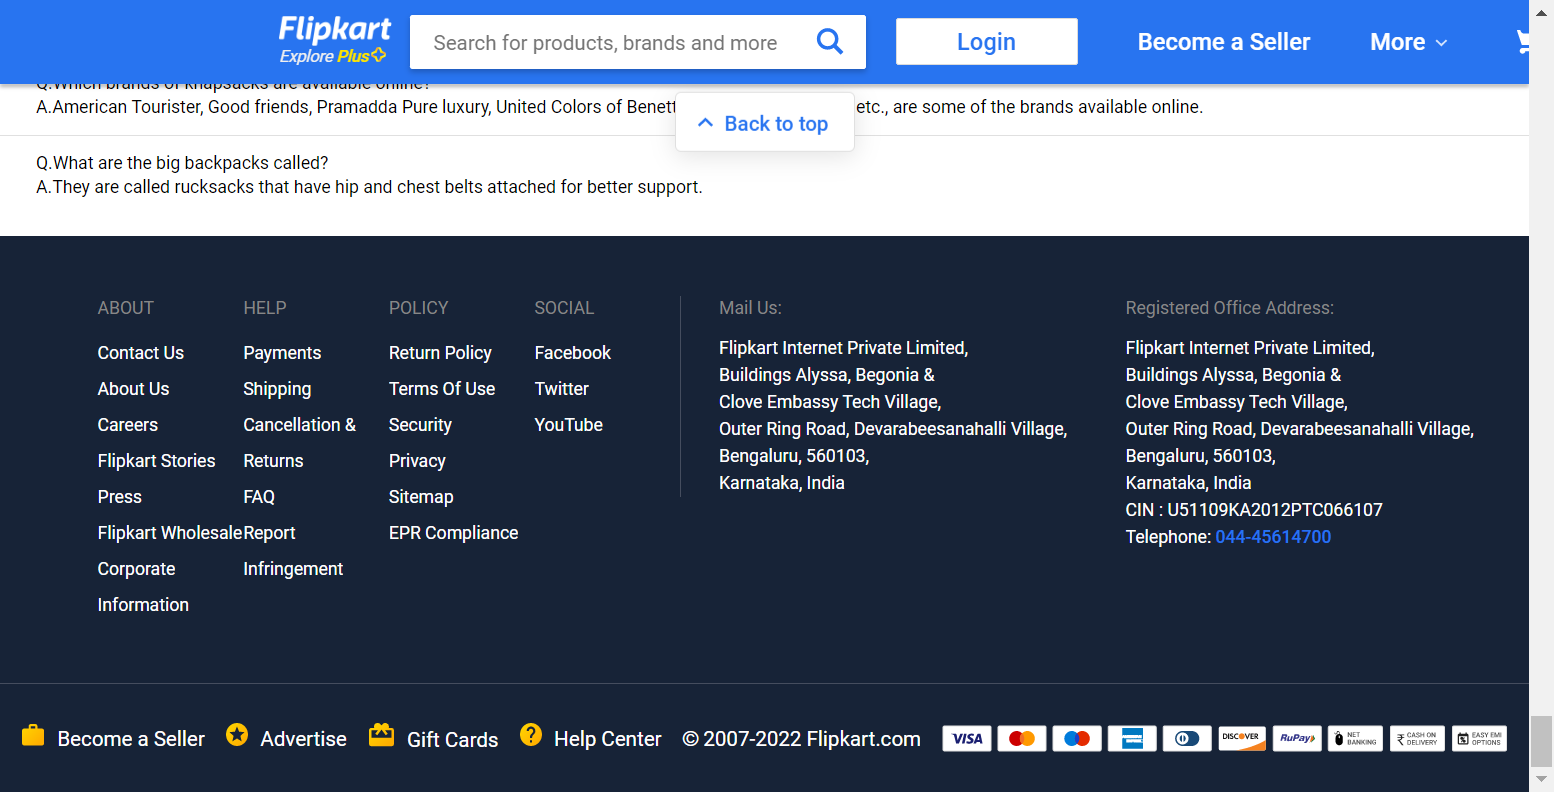 Flipkart
Explore Plus
Search for products, brands and more
Login
Become a Seller
More
Q.Which brands of knapsacks are available online?
A.American Tourister, Good friends, Pramadda Pure luxury, United Colors of Benett
etc., are some of the brands available online.
Back to top
Q.What are the big backpacks called?
A.They are called rucksacks that have hip and chest belts attached for better support.
ABOUT
Contact Us
About Us
Careers
Flipkart Stories
Press
Flipkart Wholesale
Corporate
Information
HELP
Payments
Shipping
Cancellation &
Returns
FAQ
Report
Infringement
POLICY
Return Policy
Terms Of Use
Security
Privacy
Sitemap
EPR Compliance
SOCIAL
Facebook
Twitter
YouTube
Mail Us:
Flipkart Internet Private Limited,
Buildings Alyssa, Begonia &
Clove Embassy Tech Village,
Outer Ring Road, Devarabeesanahalli Village,
Bengaluru, 560103,
Karnataka, India
Registered Office Address:
Flipkart Internet Private Limited,
Buildings Alyssa, Begonia &
Clove Embassy Tech Village,
Outer Ring Road, Devarabeesanahalli Village,
Bengaluru, 560103,
Karnataka, India
CIN : U51109KA2012PTC066107
Telephone: 044-45614700
Become a Seller
Advertise
Gift Cards
Help Center
© 2007-2022 Flipkart.com
VISA
DISCOVER
RuPay
NET
BANKING
CASH ON
DELIVERY
EASY EMI
OPTIONS